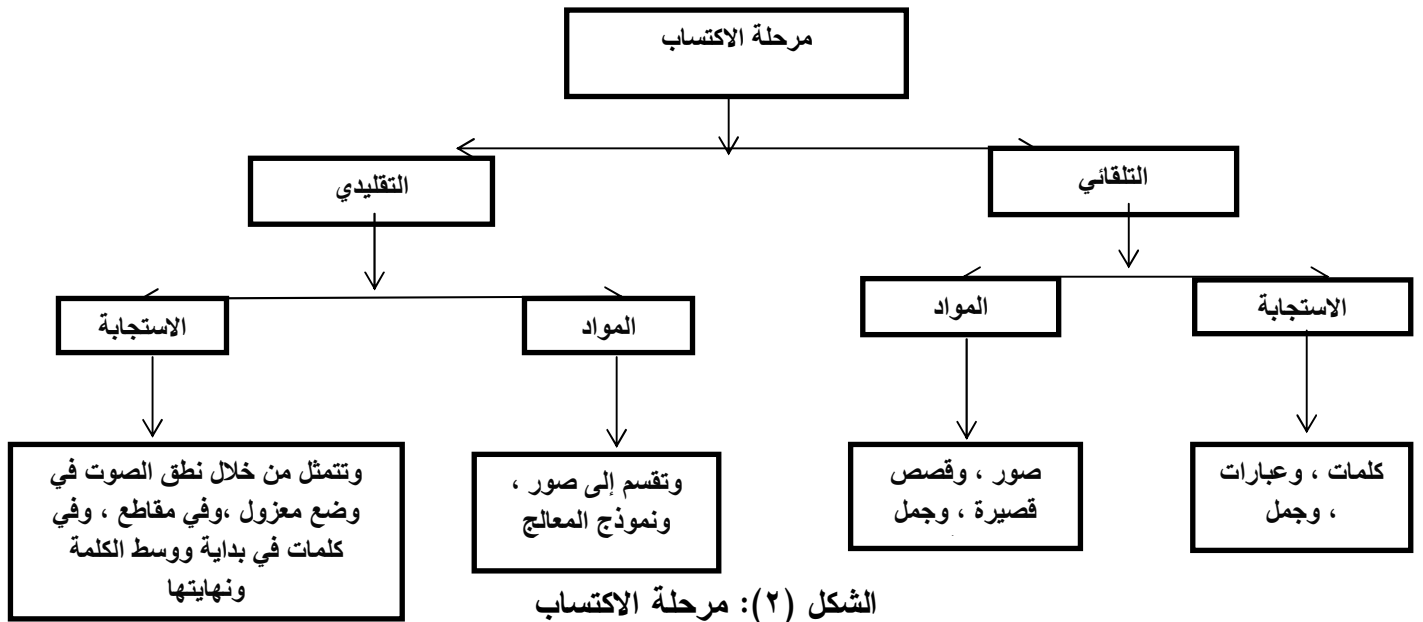 مرحلة الاكتساب
التلقائي
التقليدي
الاستجابة
المواد
المواد
الاستجابة
كلمات ، وعبارات
، وجمل
صور ، وقصص
قصيرة ، وجمل
وتقسم إلى صور ،
ونموذج المعالج
وتتمثل من خلال نطق الصوت في
وضع معزول ،وفي مقاطع ، وفي
كلمات في بداية ووسط الكلمة
ونهايتها
الشكل (٢): مرحلة الاكتساب